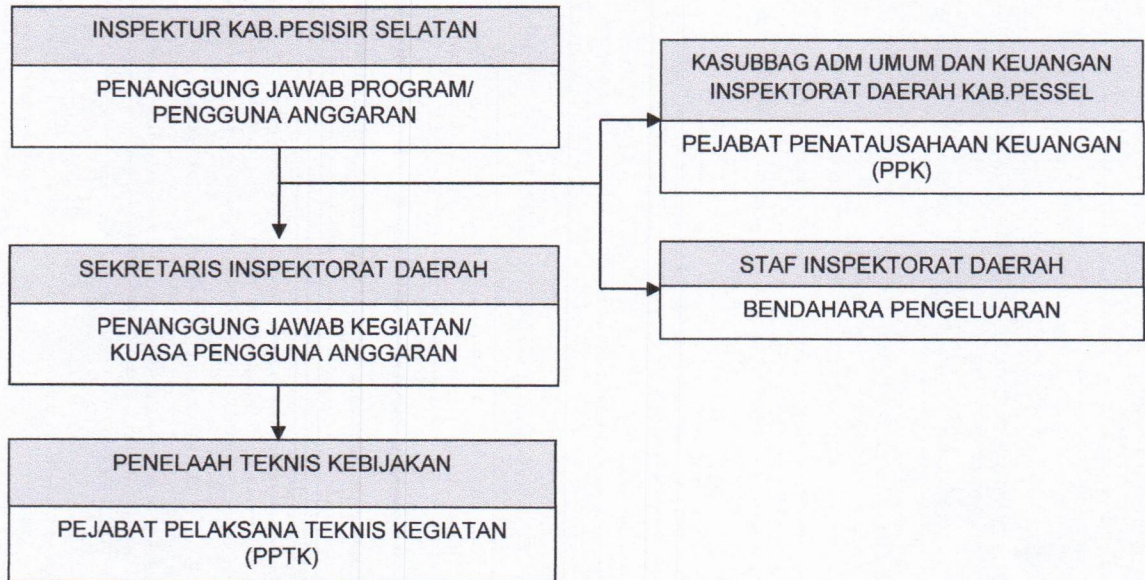 INSPEKTUR KAB.PESISIR SELATAN
PENANGGUNG JAWAB PROGRAM/
PENGGUNA ANGGARAN
KASUBBAG ADM UMUM DAN KEUANGAN
INSPEKTORAT DAERAH KAB.PESSEL
PEJABAT PENATAUSAHAAN KEUANGAN
(PPK)
SEKRETARIS INSPEKTORAT DAERAH
PENANGGUNG JAWAB KEGIATAN/
KUASA PENGGUNA ANGGARAN
STAF INSPEKTORAT DAERAH
BENDAHARA PENGELUARAN
PENELAAH TEKNIS KEBIJAKAN
PEJABAT PELAKSANA TEKNIS KEGIATAN
(PPTK)